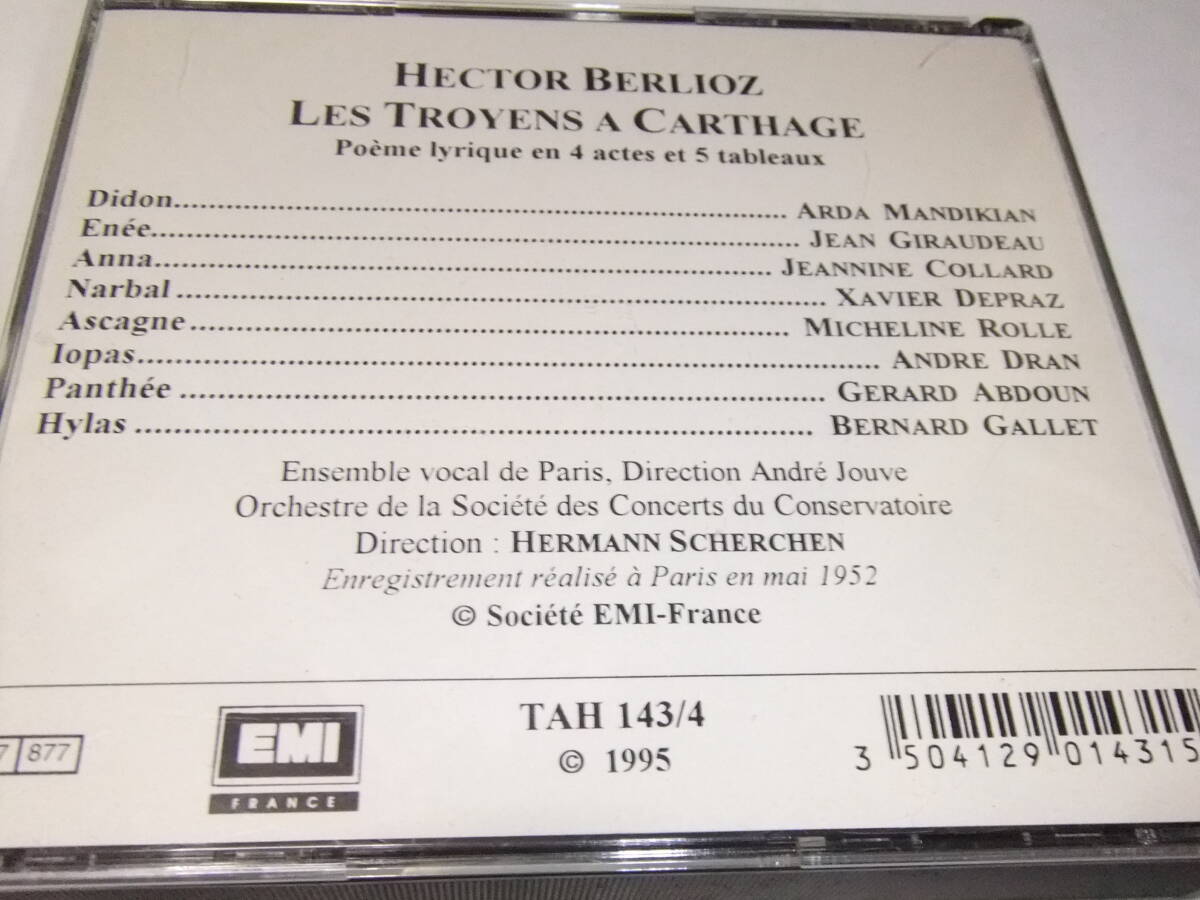 HECTOR BERLIOZ
LES TROYENS A CARTHAGE
Poème lyrique en 4 actes et 5 tableaux
Didon.......... ARDA MANDIKIAN
Enée.......... JEAN GIRAUDEAU
Anna.......... JEANNINE COLLARD
Narbal .......... XAVIER DEPRAZ
Ascagne .......... MICHELINE ROLLE
Iopas.......... ANDRE DRAN
Panthée .......... GERARD ABDOUN
Hylas .......... BERNARD GALLET
Ensemble vocal de Paris, Direction André Jouve
Orchestre de la Société des Concerts du Conservatoire
Direction : HERMANN SCHERCHEN
Enregistrement réalisé à Paris en mai 1952
© Société EMI-France
7 877
EMI
FRANCE
TAH 143/4
© 1995
3 504129 014315